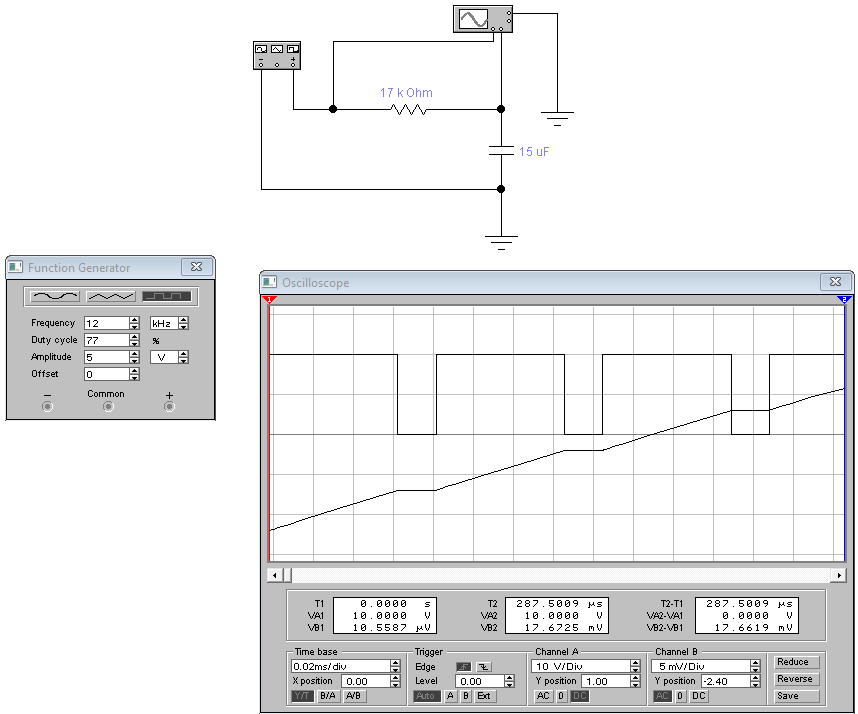 17 k Ohm
15 uF
Function Generator
Frequency 12 kHz
Duty cycle 77 %
Amplitude 5 V
Offset 0
− Common +
Oscilloscope
1 2
T1 0.0000 s T2 287.5009 µs T2-T1 287.5009 µs
VA1 10.0000 V VA2 10.0000 V VA2-VA1 0.0000 V
VB1 10.5587 µV VB2 17.6725 mV VB2-VB1 17.6619 mV
Time base Trigger Channel A Channel B
0.02ms/div Edge 10 V/Div 5 mV/Div Reduce
X position 0.00 Level 0.00 Y position 1.00 Y position -2.40 Reverse
Y/T B/A A/B Auto A B Ext AC 0 DC AC 0 DC Save